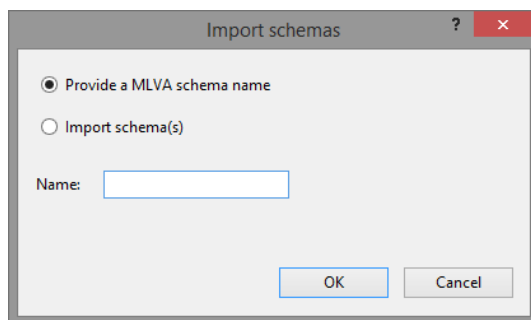 Import schemas
?
×
Provide a MLVA schema name
Import schema(s)
Name:
OK
Cancel